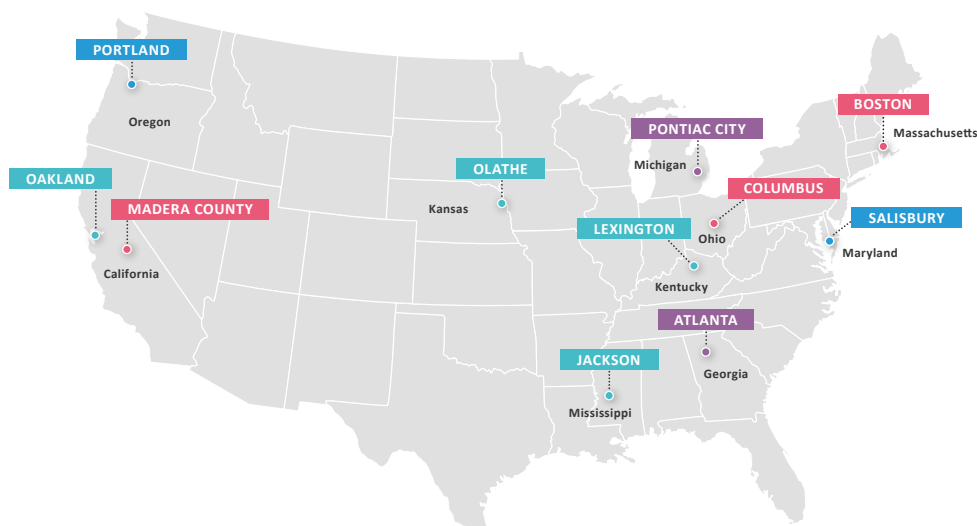 PORTLAND
Oregon
OAKLAND
MADERA COUNTY
California
OLATHE
Kansas
PONTIAC CITY
Michigan
BOSTON
Massachusetts
COLUMBUS
Ohio
SALISBURY
Maryland
LEXINGTON
Kentucky
ATLANTA
Georgia
JACKSON
Mississippi